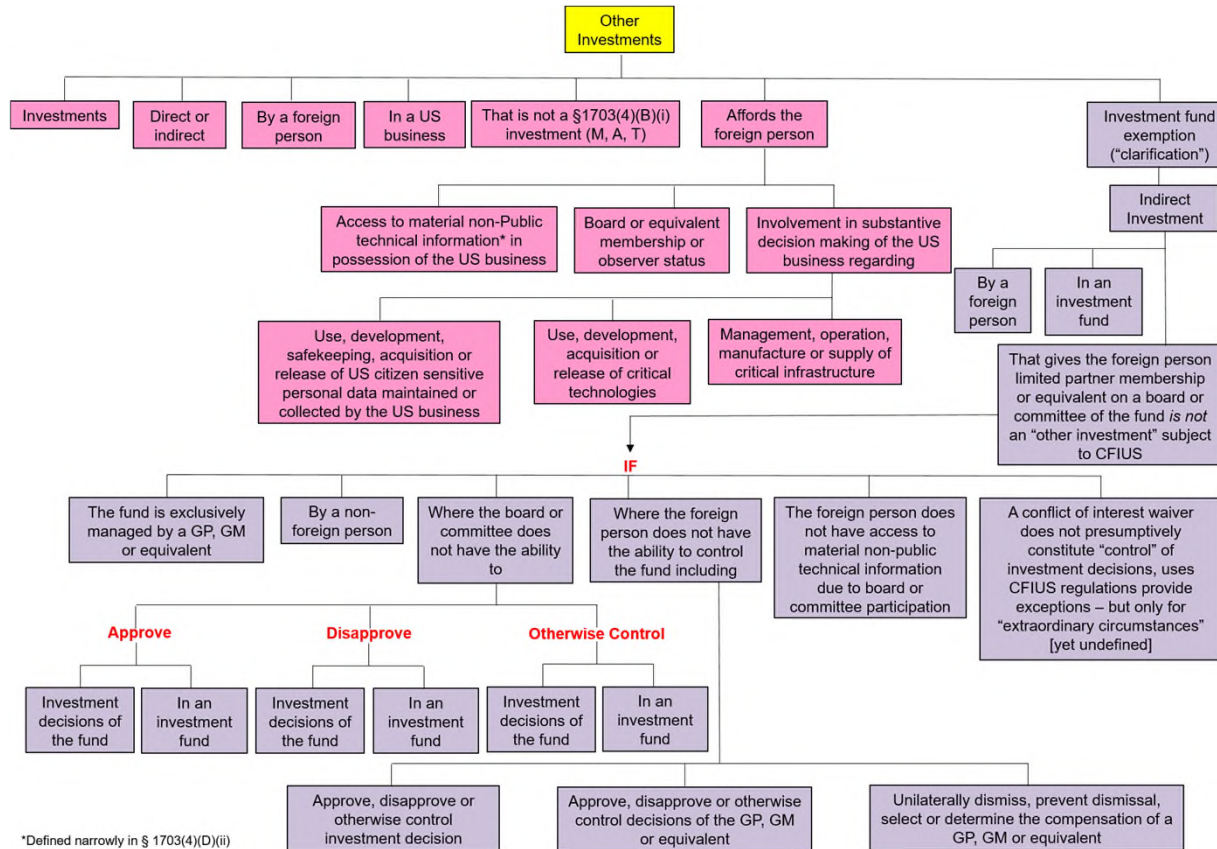 Other
Investments
Investments
Direct or
indirect
By a foreign
person
In a US
business
That is not a §1703(4)(B)(i)
investment (M, A, T)
Affords the
foreign person
Investment fund
exemption
(“clarification”)
Indirect
Investment
Access to material non-Public
technical information* in
possession of the US business
Board or equivalent
membership or
observer status
Involvement in substantive
decision making of the US
business regarding
By a
foreign
person
In an
investment
fund
Use, development,
safekeeping, acquisition or
release of US citizen sensitive
personal data maintained or
collected by the US business
Use, development,
acquisition or
release of critical
technologies
Management, operation,
manufacture or supply of
critical infrastructure
That gives the foreign person
limited partner membership
or equivalent on a board or
committee of the fund is not
an “other investment” subject
to CFIUS
IF
The fund is exclusively
managed by a GP, GM
or equivalent
By a non-
foreign person
Where the board or
committee does
not have the ability
to
Where the foreign
person does not have
the ability to control
the fund including
The foreign person does
not have access to
material non-public
technical information
due to board or
committee participation
A conflict of interest waiver
does not presumptively
constitute “control” of
investment decisions, uses
CFIUS regulations provide
exceptions – but only for
“extraordinary circumstances”
[yet undefined]
Approve
Disapprove
Otherwise Control
Investment
decisions of
the fund
In an
investment
fund
Investment
decisions of
the fund
In an
investment
fund
Investment
decisions of
the fund
In an
investment
fund
Approve, disapprove or
otherwise control
investment decision
Approve, disapprove or otherwise
control decisions of the GP, GM
or equivalent
Unilaterally dismiss, prevent dismissal,
select or determine the compensation of a
GP, GM or equivalent
*Defined narrowly in § 1703(4)(D)(ii)